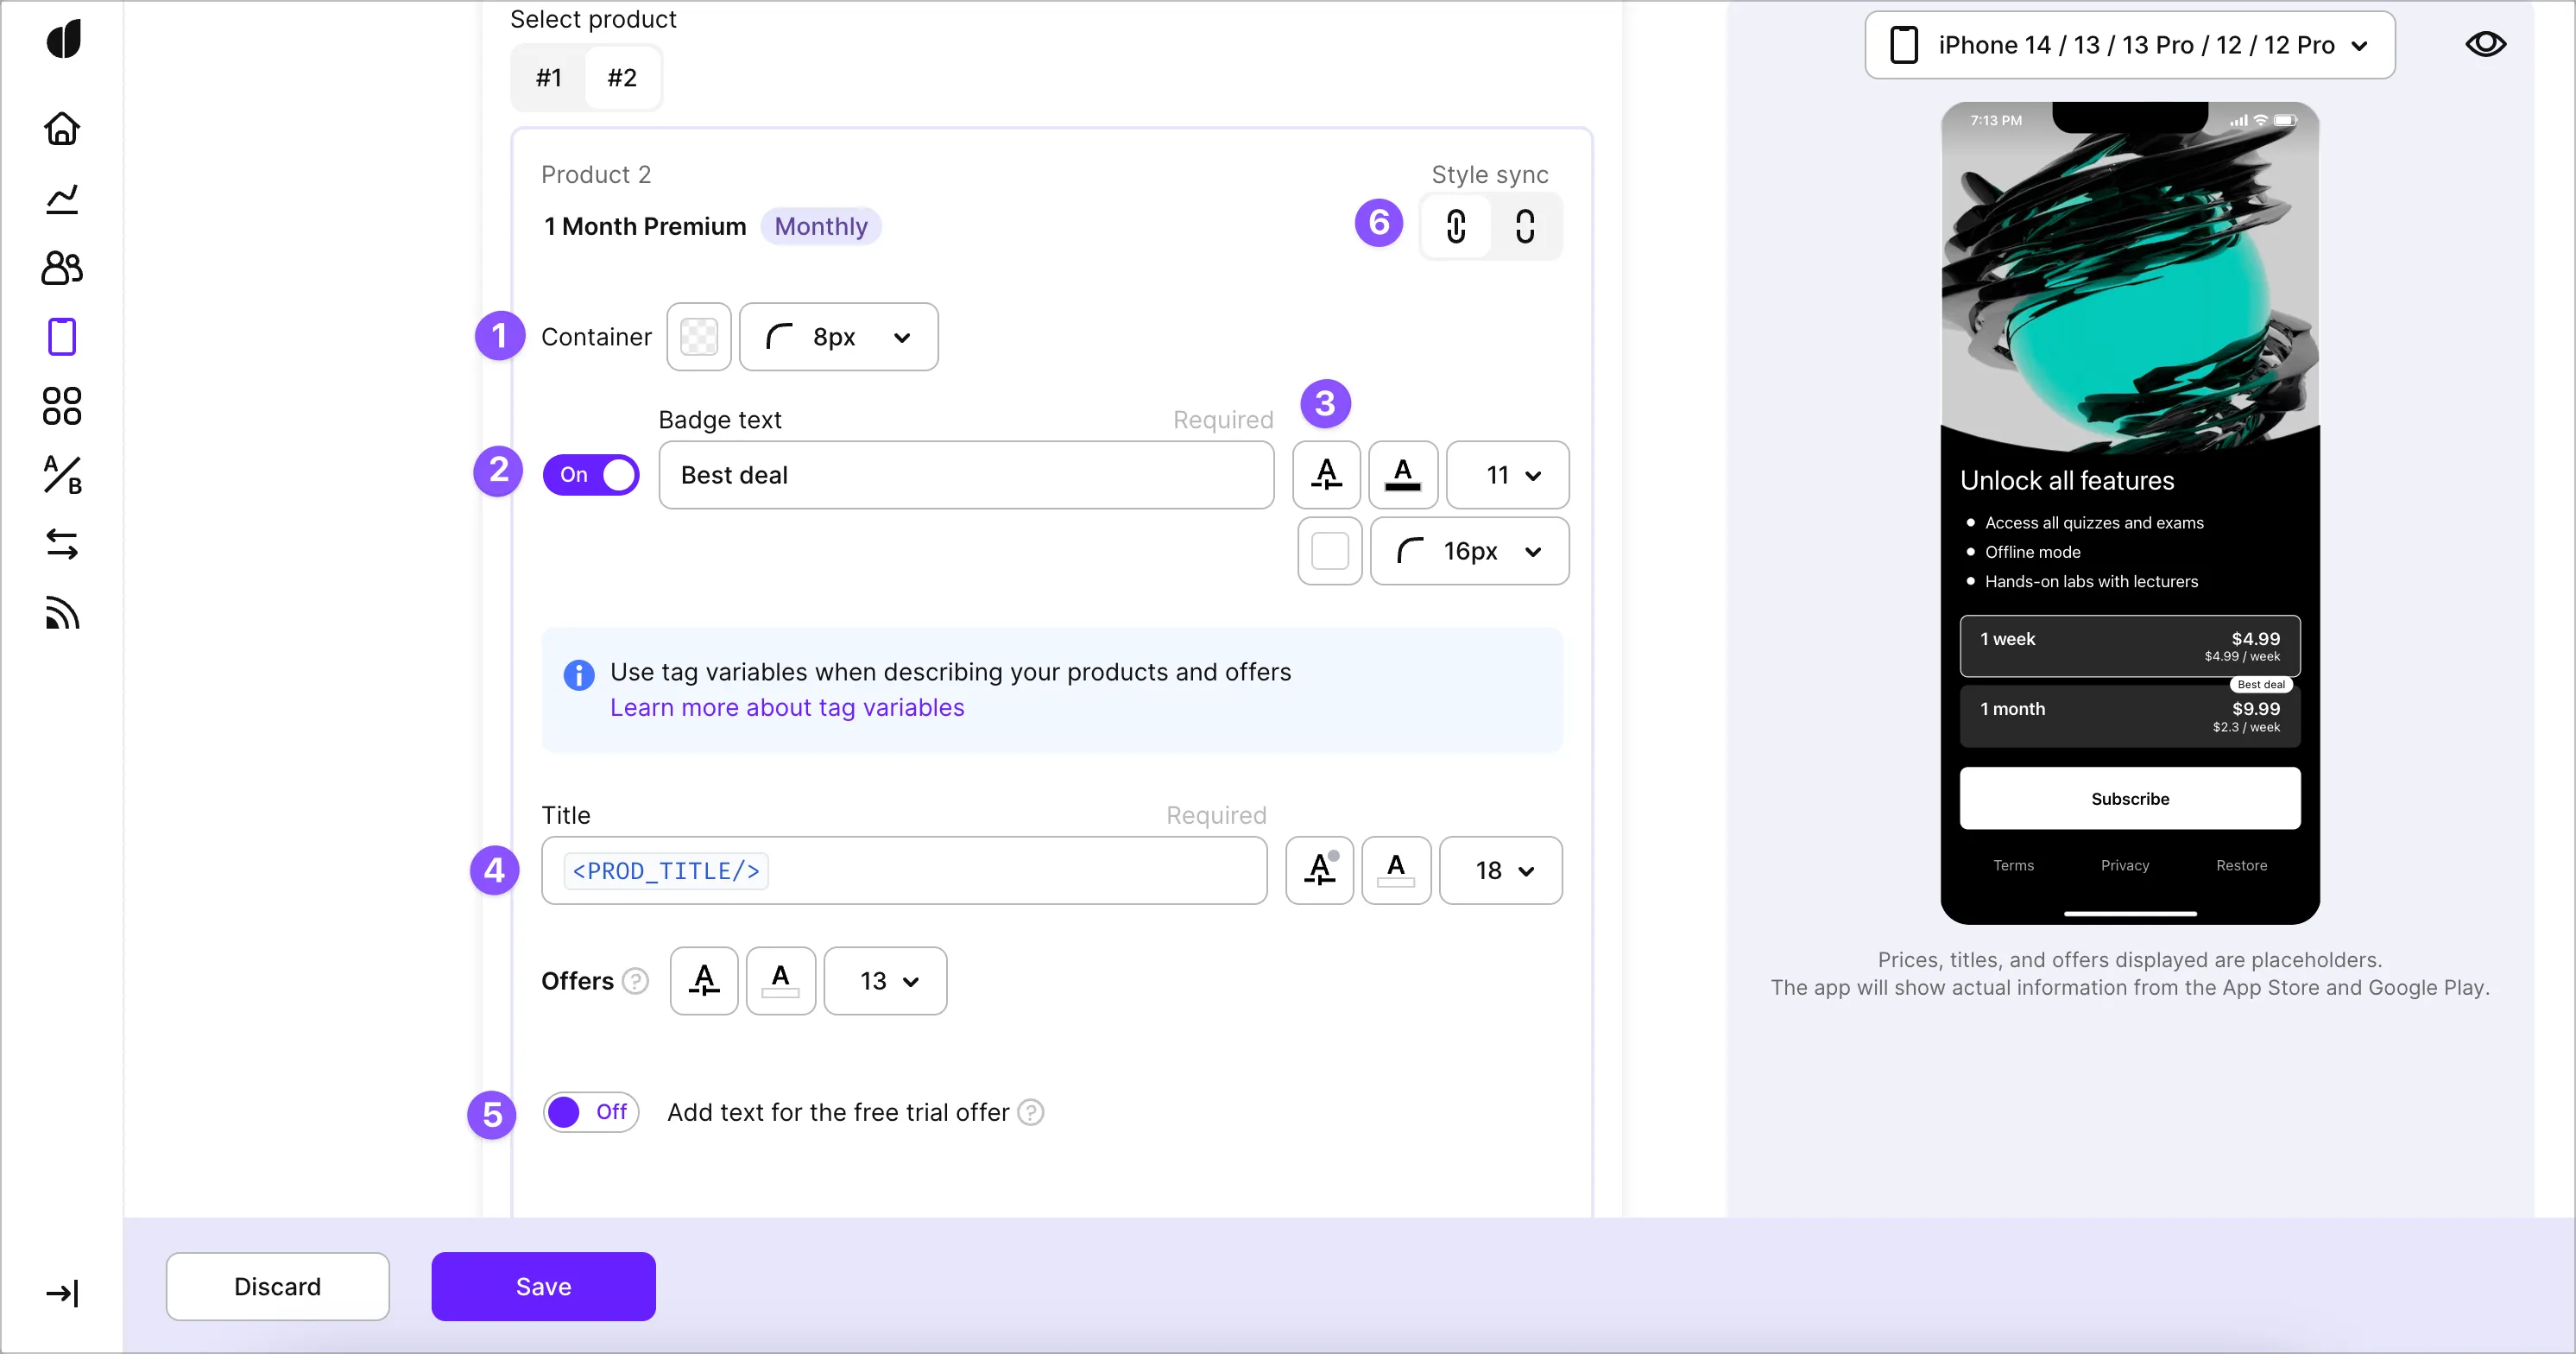 Select product
#1 #2
Product 2
Style sync
1 Month Premium Monthly
6
1 Container 8px
3
Badge text Required
2 On Best deal A A 11
16px
Use tag variables when describing your products and offers
Learn more about tag variables
Title Required
4 <PROD_TITLE/> A A 18
Offers ? A A 13
5 Off Add text for the free trial offer ?
Discard Save
A/B
iPhone 14 / 13 / 13 Pro / 12 / 12 Pro
7:13 PM
Unlock all features
Access all quizzes and exams
Offline mode
Hands-on labs with lecturers
1 week $4.99
$4.99 / week
Best deal
1 month $9.99
$2.3 / week
Subscribe
Terms Privacy Restore
Prices, titles, and offers displayed are placeholders.
The app will show actual information from the App Store and Google Play.